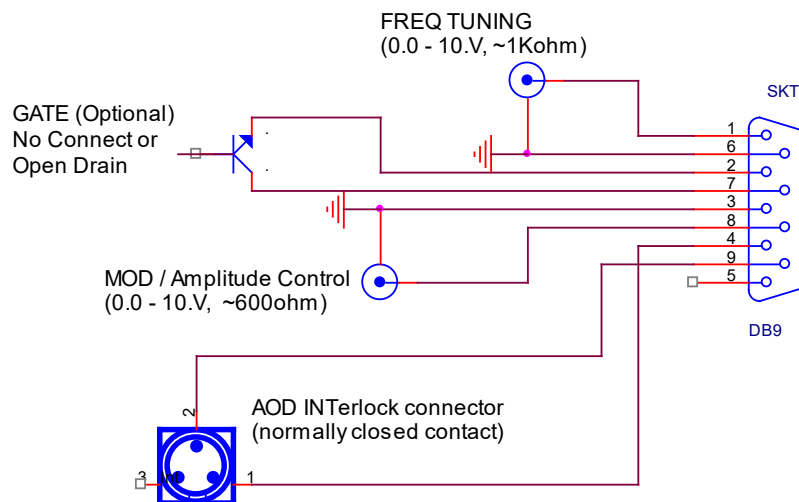 FREQ TUNING
(0.0 - 10.V, ~1Kohm)
SKT
GATE (Optional)
No Connect or
Open Drain
1
6
2
7
3
8
4
9
5
MOD / Amplitude Control
(0.0 - 10.V, ~600ohm)
DB9
AOD INTerlock connector
(normally closed contact)
2
3
1